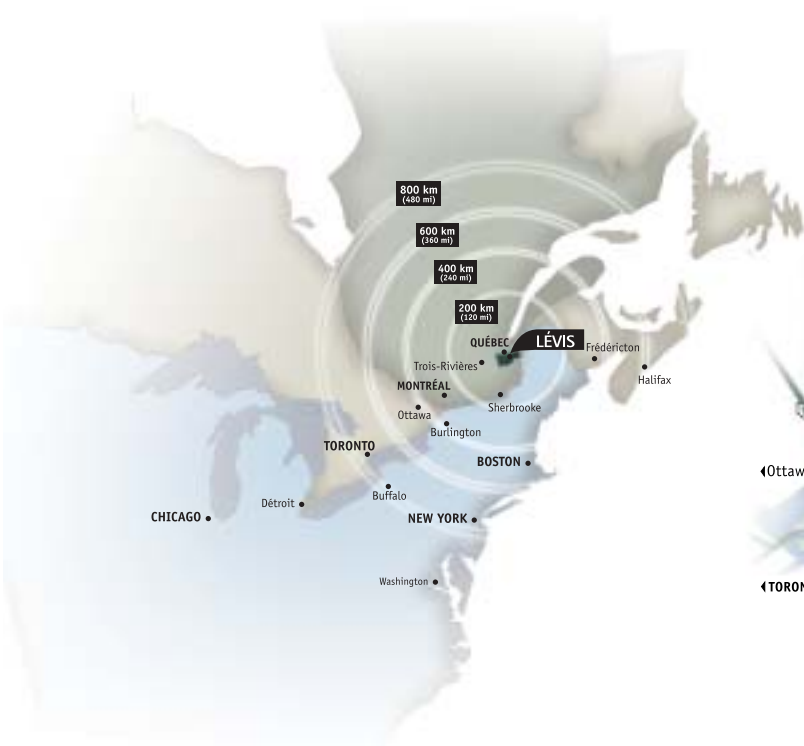 800 km
(480 mi)
600 km
(360 mi)
400 km
(240 mi)
200 km
(120 mi)
QUÉBEC
LÉVIS
Frédéricton
Trois-Rivières
Halifax
MONTRÉAL
Sherbrooke
Ottawa
Burlington
TORONTO
BOSTON
Ottaw
Buffalo
Détroit
CHICAGO
NEW YORK
Washington
TORON